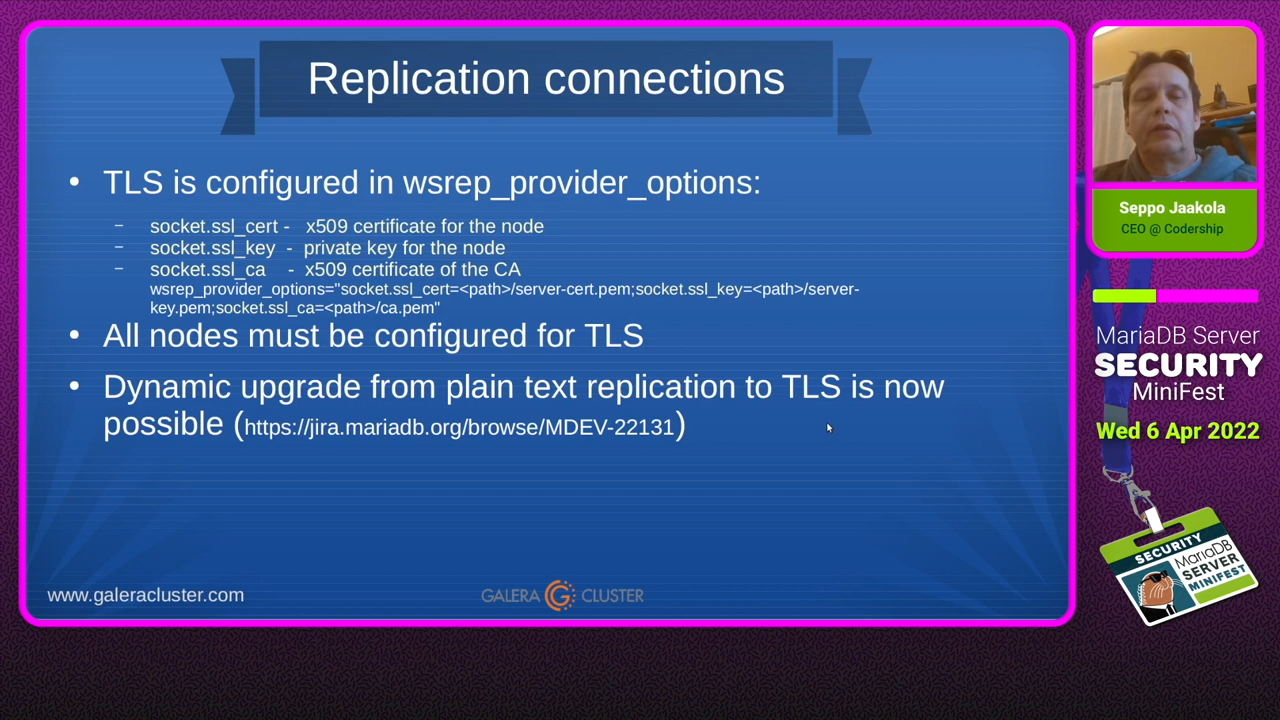 Replication connections
• TLS is configured in wsrep_provider_options:
– socket.ssl_cert - x509 certificate for the node
– socket.ssl_key - private key for the node
– socket.ssl_ca - x509 certificate of the CA
wsrep_provider_options="socket.ssl_cert=<path>/server-cert.pem;socket.ssl_key=<path>/server-
key.pem;socket.ssl_ca=<path>/ca.pem"
• All nodes must be configured for TLS
• Dynamic upgrade from plain text replication to TLS is now
possible (https://jira.mariadb.org/browse/MDEV-22131)
www.galeracluster.com
GALERA CLUSTER
Seppo Jaakola
CEO @ Codership
MariaDB Server
SECURITY
MiniFest
Wed 6 Apr 2022
SECURITY
MariaDB
SERVER
MINIFEST